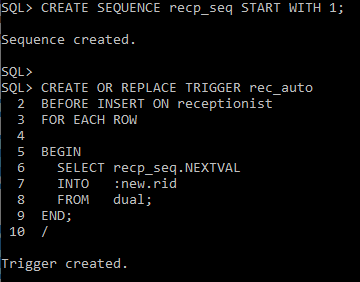 SQL> CREATE SEQUENCE recp_seq START WITH 1;
Sequence created.
SQL>
SQL> CREATE OR REPLACE TRIGGER rec_auto
2 BEFORE INSERT ON receptionist
3 FOR EACH ROW
4
5 BEGIN
6 SELECT recp_seq.NEXTVAL
7 INTO :new.rid
8 FROM dual;
9 END;
10 /
Trigger created.